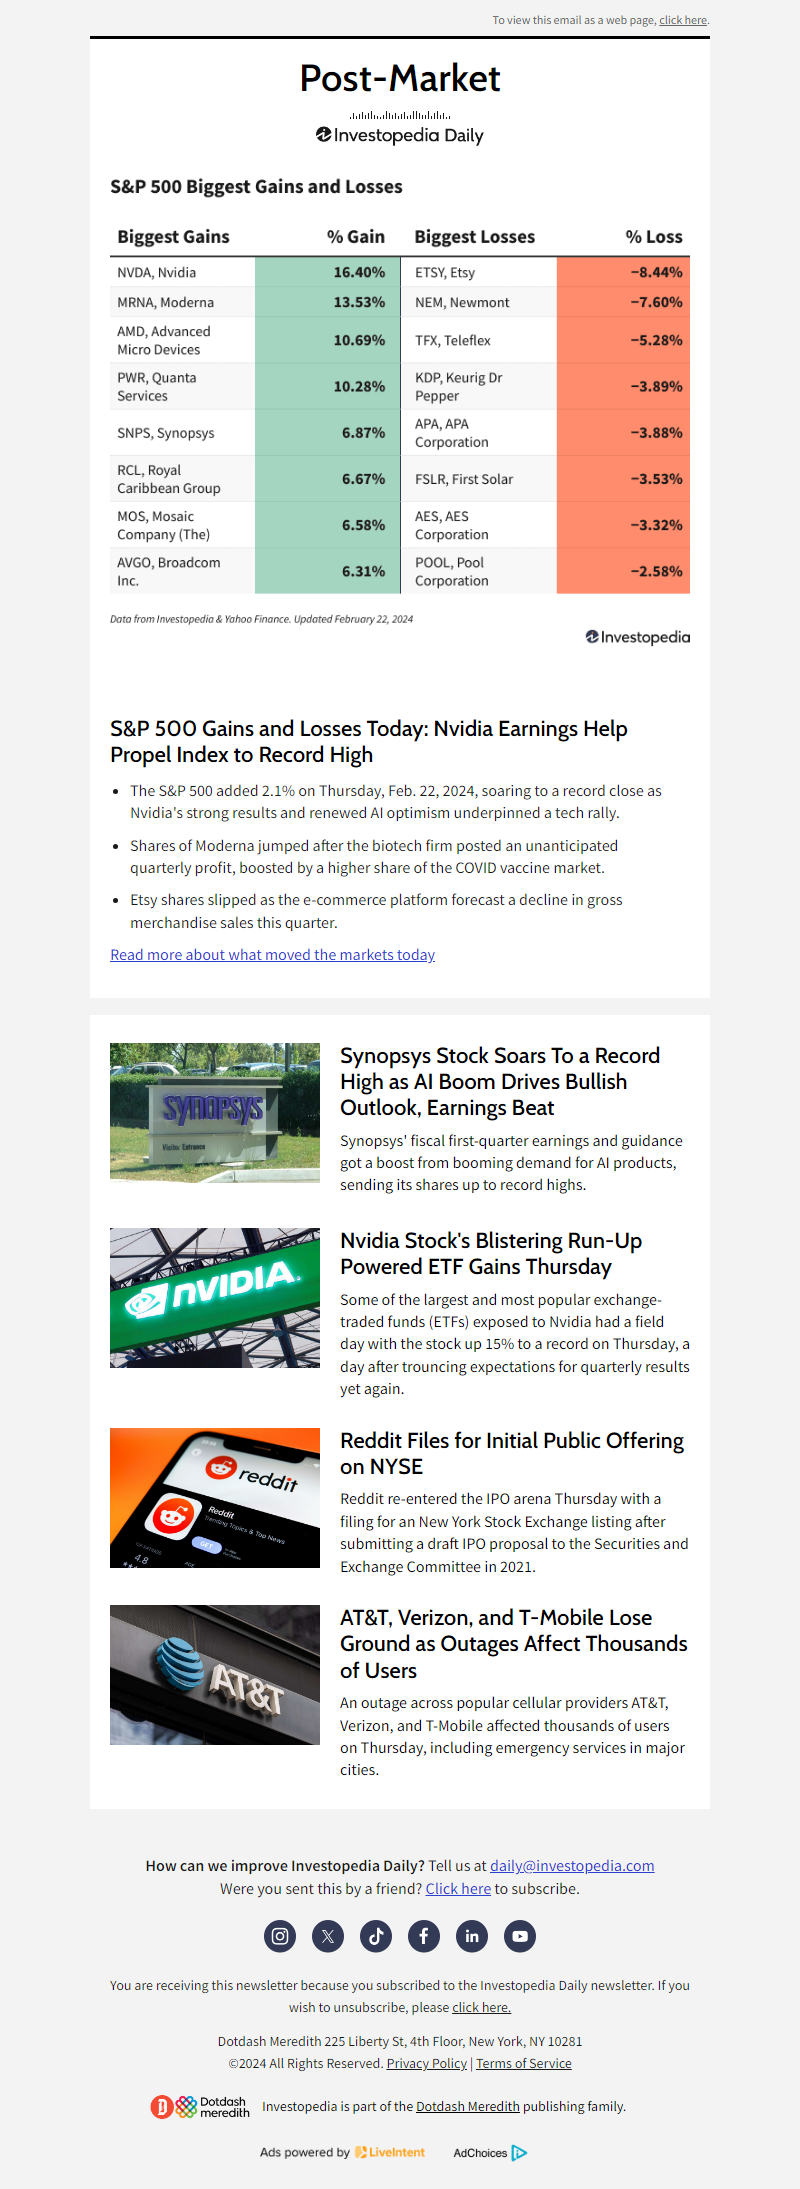 To view this email as a web page, click here.
Post-Market
Investopedia Daily
S&P 500 Biggest Gains and Losses
Biggest Gains % Gain Biggest Losses % Loss
NVDA, Nvidia 16.40% ETSY, Etsy −8.44%
MRNA, Moderna 13.53% NEM, Newmont −7.60%
AMD, Advanced
Micro Devices 10.69% TFX, Teleflex −5.28%
PWR, Quanta
Services 10.28% KDP, Keurig Dr
Pepper −3.89%
SNPS, Synopsys 6.87% APA, APA
Corporation −3.88%
RCL, Royal
Caribbean Group 6.67% FSLR, First Solar −3.53%
MOS, Mosaic
Company (The) 6.58% AES, AES
Corporation −3.32%
AVGO, Broadcom
Inc. 6.31% POOL, Pool
Corporation −2.58%
Data from Investopedia & Yahoo Finance. Updated February 22, 2024
Investopedia
S&P 500 Gains and Losses Today: Nvidia Earnings Help
Propel Index to Record High
• The S&P 500 added 2.1% on Thursday, Feb. 22, 2024, soaring to a record close as
Nvidia's strong results and renewed AI optimism underpinned a tech rally.
• Shares of Moderna jumped after the biotech firm posted an unanticipated
quarterly profit, boosted by a higher share of the COVID vaccine market.
• Etsy shares slipped as the e-commerce platform forecast a decline in gross
merchandise sales this quarter.
Read more about what moved the markets today
SYNOPSYS
Visitor Entrance
Synopsys Stock Soars To a Record
High as AI Boom Drives Bullish
Outlook, Earnings Beat
Synopsys' fiscal first-quarter earnings and guidance
got a boost from booming demand for AI products,
sending its shares up to record highs.
NVIDIA.
Nvidia Stock's Blistering Run-Up
Powered ETF Gains Thursday
Some of the largest and most popular exchange-
traded funds (ETFs) exposed to Nvidia had a field
day with the stock up 15% to a record on Thursday, a
day after trouncing expectations for quarterly results
yet again.
reddit
Reddit
Trending Topics & Top News
GET
4.8
Reddit Files for Initial Public Offering
on NYSE
Reddit re-entered the IPO arena Thursday with a
filing for an New York Stock Exchange listing after
submitting a draft IPO proposal to the Securities and
Exchange Committee in 2021.
AT&T
AT&T, Verizon, and T-Mobile Lose
Ground as Outages Affect Thousands
of Users
An outage across popular cellular providers AT&T,
Verizon, and T-Mobile affected thousands of users
on Thursday, including emergency services in major
cities.
How can we improve Investopedia Daily? Tell us at daily@investopedia.com
Were you sent this by a friend? Click here to subscribe.
You are receiving this newsletter because you subscribed to the Investopedia Daily newsletter. If you
wish to unsubscribe, please click here.
Dotdash Meredith 225 Liberty St, 4th Floor, New York, NY 10281
©2024 All Rights Reserved. Privacy Policy | Terms of Service
Dotdash
meredith
Investopedia is part of the Dotdash Meredith publishing family.
Ads powered by LiveIntent
AdChoices